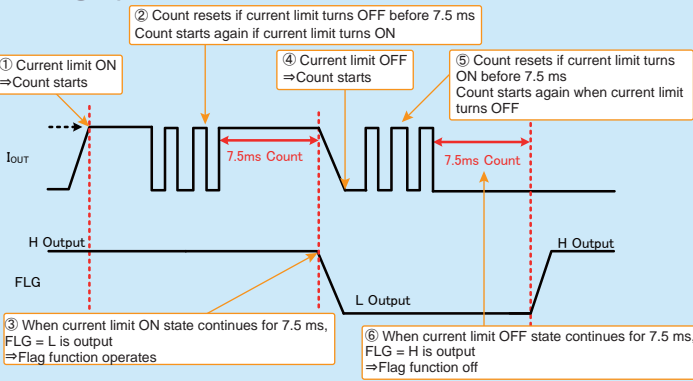 ② Count resets if current limit turns OFF before 7.5 ms
Count starts again if current limit turns ON
① Current limit ON
⇒Count starts
④ Current limit OFF
⇒Count starts
⑤ Count resets if current limit turns
ON before 7.5 ms
Count starts again when current limit
turns OFF
IOUT
7.5ms Count
7.5ms Count
H Output
H Output
FLG
L Output
③ When current limit ON state continues for 7.5 ms,
FLG = L is output
⇒Flag function operates
⑥ When current limit OFF state continues for 7.5 ms,
FLG = H is output
⇒Flag function off